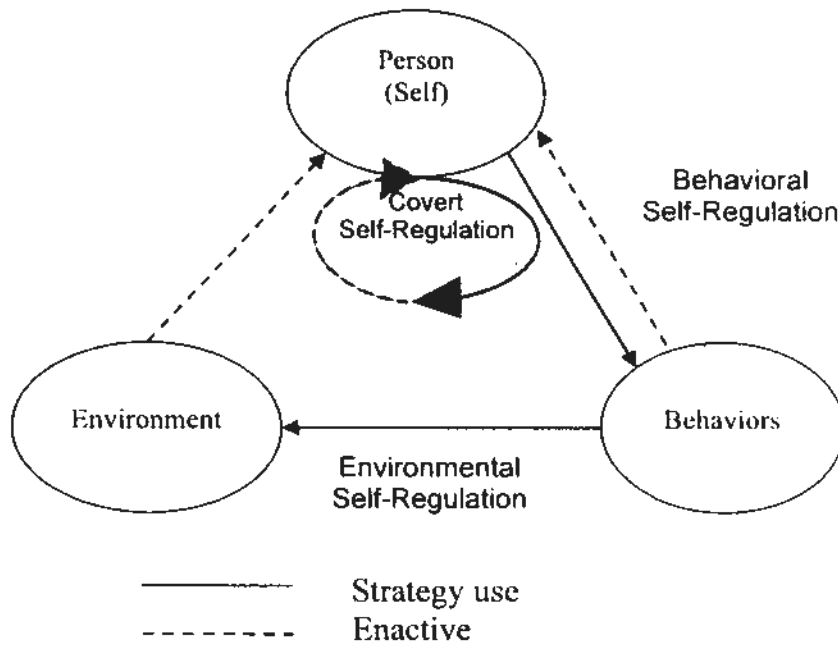 Person
(Self)
Covert
Self-Regulation
Behavioral
Self-Regulation
Environment
Behaviors
Environmental
Self-Regulation
Strategy use
Enactive